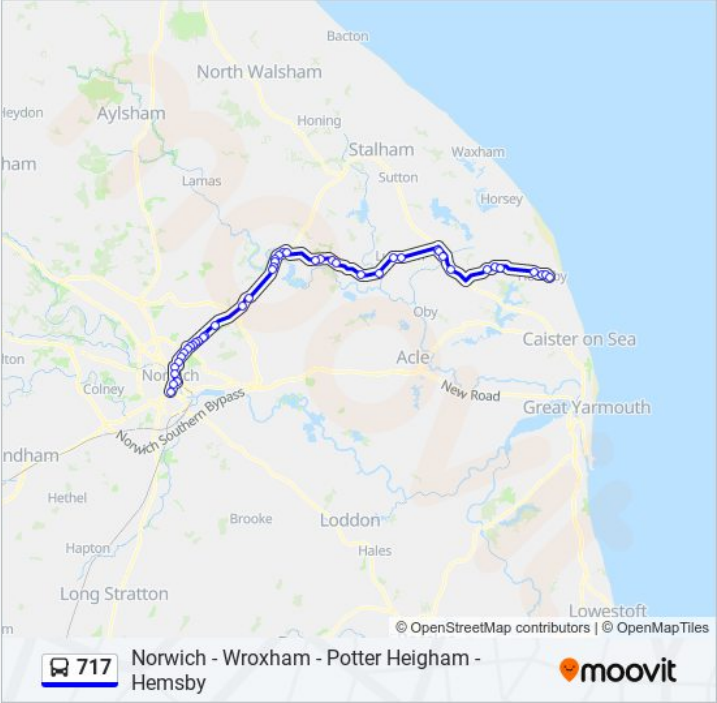 Bacton
North Walsham
Aylsham
Heydon
Honing
Stalham
Waxham
ham
Lamas
Sutton
Horsey
Oby
Caister on Sea
Acle
lton
Norwich
Colney
New Road
Great Yarmouth
Norwich Southern Bypass
ndham
Hethel
Brooke
Loddon
Hapton
Hales
Long Stratton
Lowestoft
m
© OpenStreetMap contributors | © OpenMapTiles
717
Norwich - Wroxham - Potter Heigham -
Hemsby
moovit